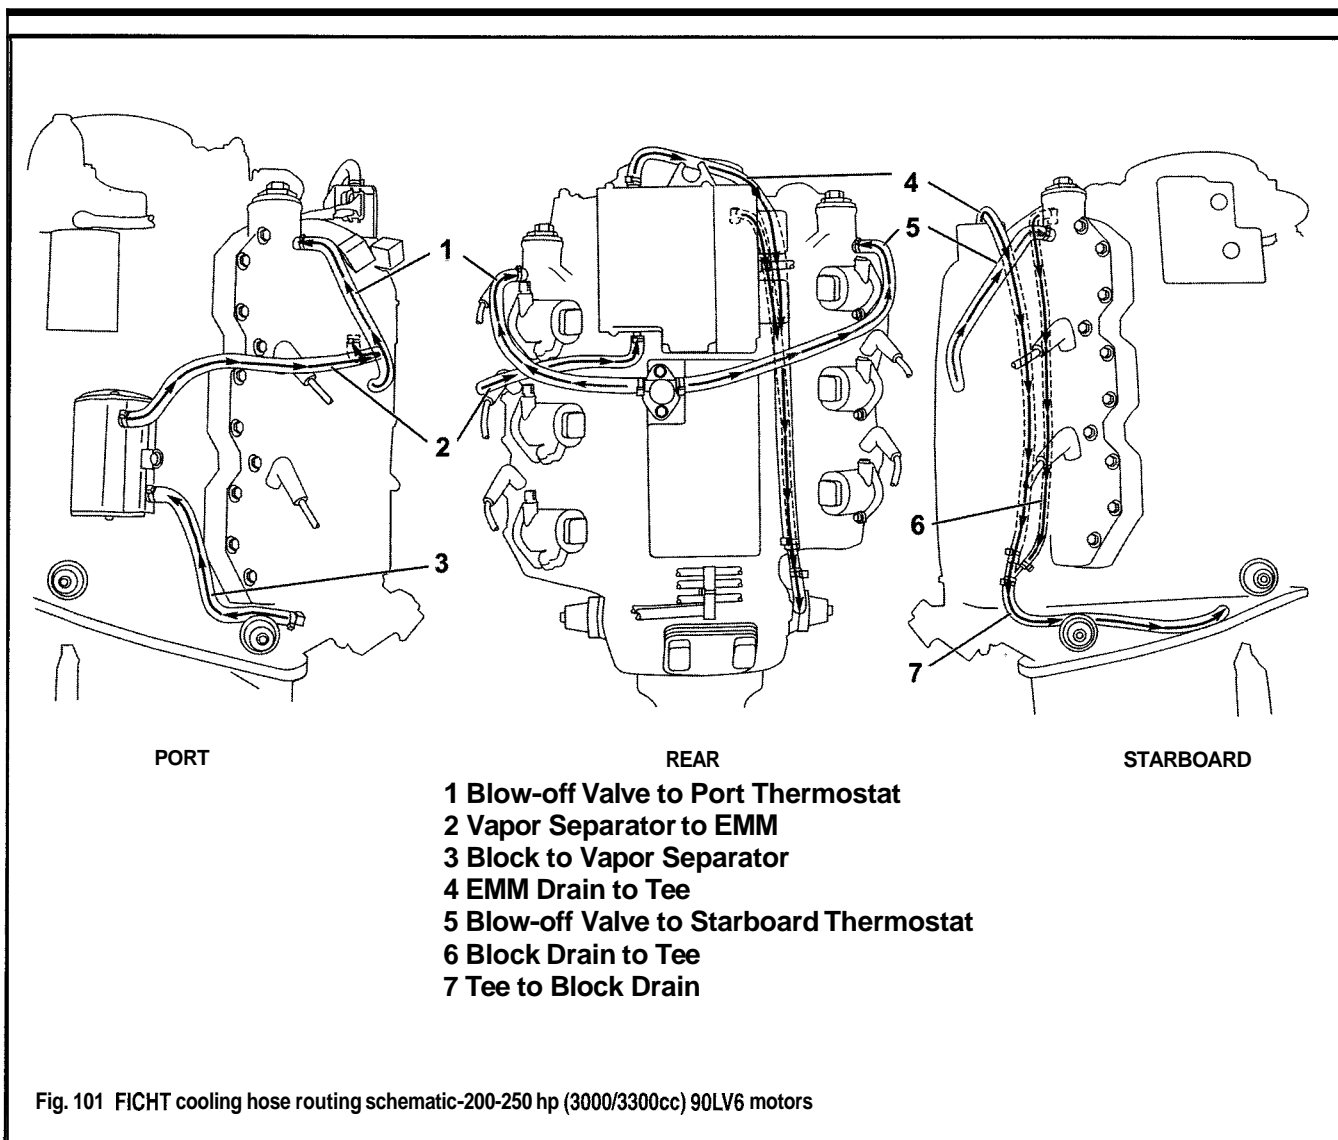 1
2
3
4
5
6
7
PORT
REAR
STARBOARD
1 Blow-off Valve to Port Thermostat
2 Vapor Separator to EMM
3 Block to Vapor Separator
4 EMM Drain to Tee
5 Blow-off Valve to Starboard Thermostat
6 Block Drain to Tee
7 Tee to Block Drain
Fig. 101 FICHT cooling hose routing schematic-200-250 hp (3000/3300cc) 90LV6 motors